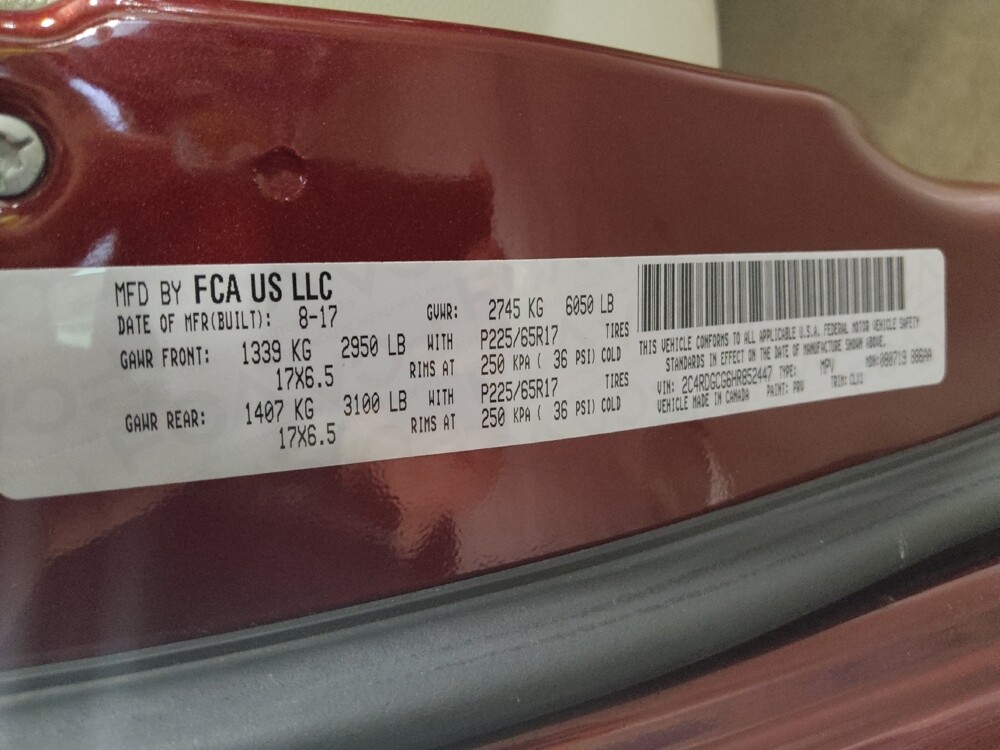 MFD BY FCA US LLC
DATE OF MFR(BUILT): 8-17 GVWR: 2745 KG 6050 LB
GAWR FRONT: 1339 KG 2950 LB WITH P225/65R17 TIRES
17X6.5 RIMS AT 250 KPA ( 36 PSI) COLD
GAWR REAR: 1407 KG 3100 LB WITH P225/65R17 TIRES
17X6.5 RIMS AT 250 KPA ( 36 PSI) COLD
THIS VEHICLE CONFORMS TO ALL APPLICABLE U.S.A. FEDERAL MOTOR VEHICLE SAFETY
STANDARDS IN EFFECT ON THE DATE OF MANUFACTURE SHOWN ABOVE.
VIN: 2C4RDGCG6HR852447 TYPE: MPV MDH:080719
VEHICLE MADE IN CANADA PAINT: PRV TRIM: